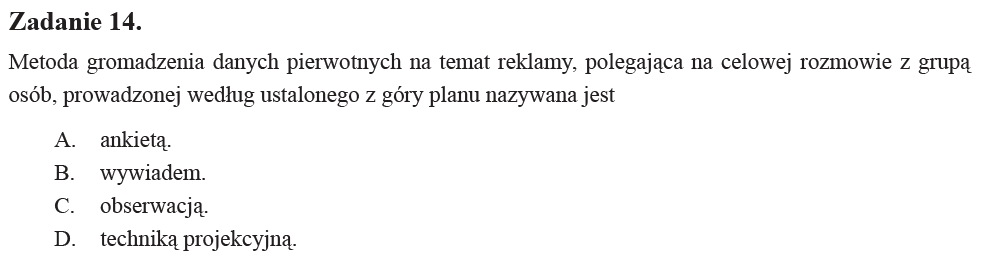 Zadanie 14.
Metoda gromadzenia danych pierwotnych na temat reklamy, polegająca na celowej rozmowie z grupą
osób, prowadzonej według ustalonego z góry planu nazywana jest
A. ankietą.
B. wywiadem.
C. obserwacją.
D. techniką projekcyjną.